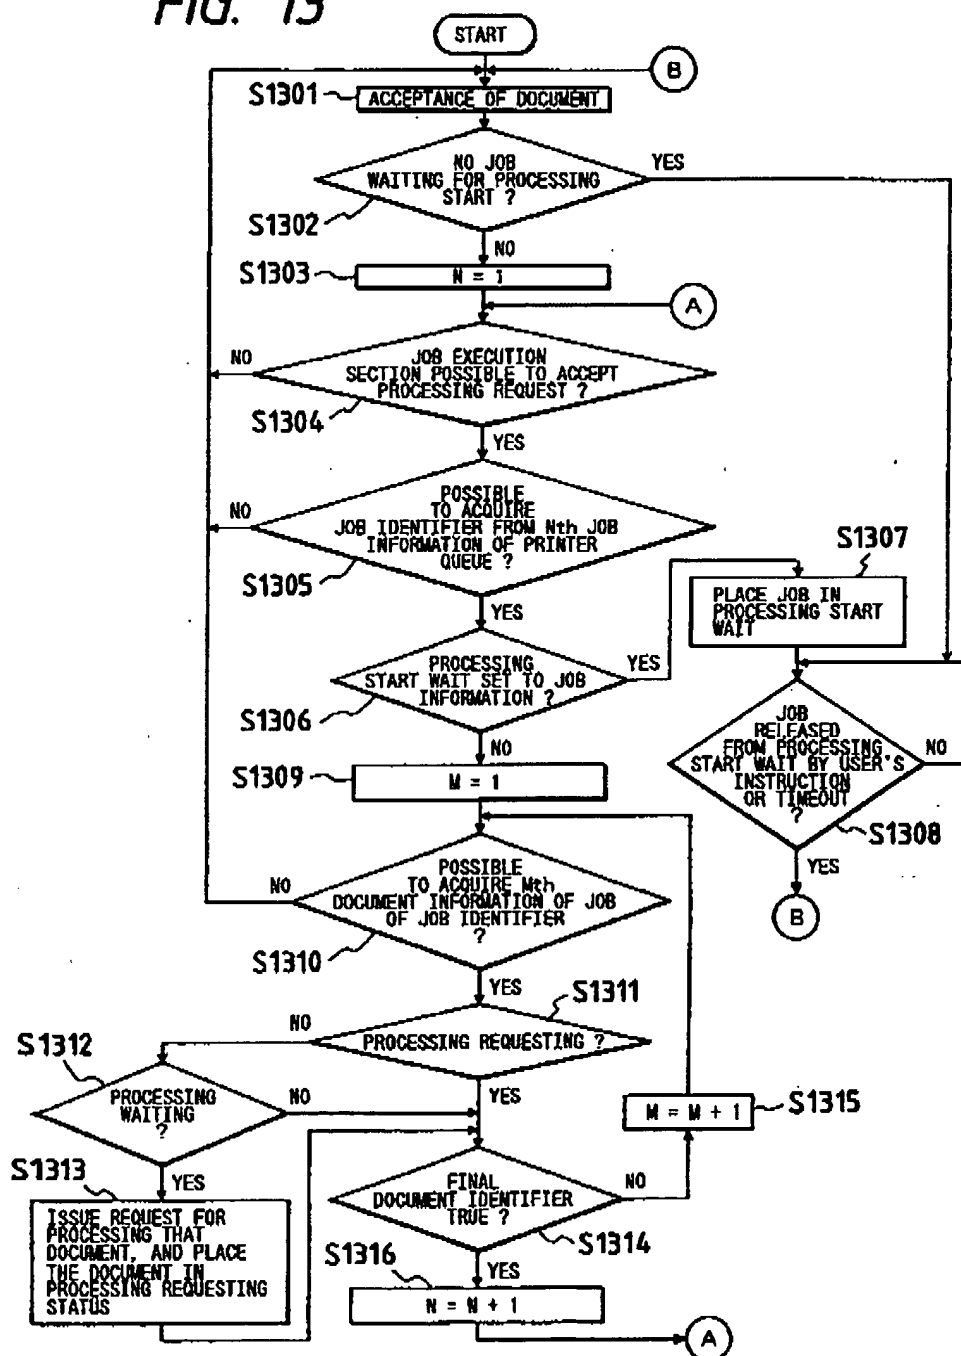 FIG. 13
START
B
S1301
ACCEPTANCE OF DOCUMENT
NO JOB
WAITING FOR PROCESSING
START ?
YES
S1302
NO
S1303
N = 1
A
JOB EXECUTION
SECTION POSSIBLE TO ACCEPT
PROCESSING REQUEST ?
NO
S1304
YES
POSSIBLE
TO ACQUIRE
JOB IDENTIFIER FROM Nth JOB
INFORMATION OF PRINTER
QUEUE ?
NO
S1305
YES
S1307
PLACE JOB IN
PROCESSING START
WAIT
PROCESSING
START WAIT SET TO JOB
INFORMATION ?
YES
S1306
NO
JOB
RELEASED
FROM PROCESSING
START WAIT BY USER'S
INSTRUCTION
OR TIMEOUT
?
NO
S1308
YES
B
S1309
M = 1
POSSIBLE
TO ACQUIRE Mth
DOCUMENT INFORMATION OF JOB
OF JOB IDENTIFIER
?
NO
S1310
YES
S1311
PROCESSING REQUESTING ?
NO
YES
S1312
PROCESSING
WAITING
?
NO
YES
M = M + 1
S1315
S1313
ISSUE REQUEST FOR
PROCESSING THAT
DOCUMENT, AND PLACE
THE DOCUMENT IN
PROCESSING REQUESTING
STATUS
FINAL
DOCUMENT IDENTIFIER
TRUE ?
NO
S1314
YES
S1316
N = N + 1
A